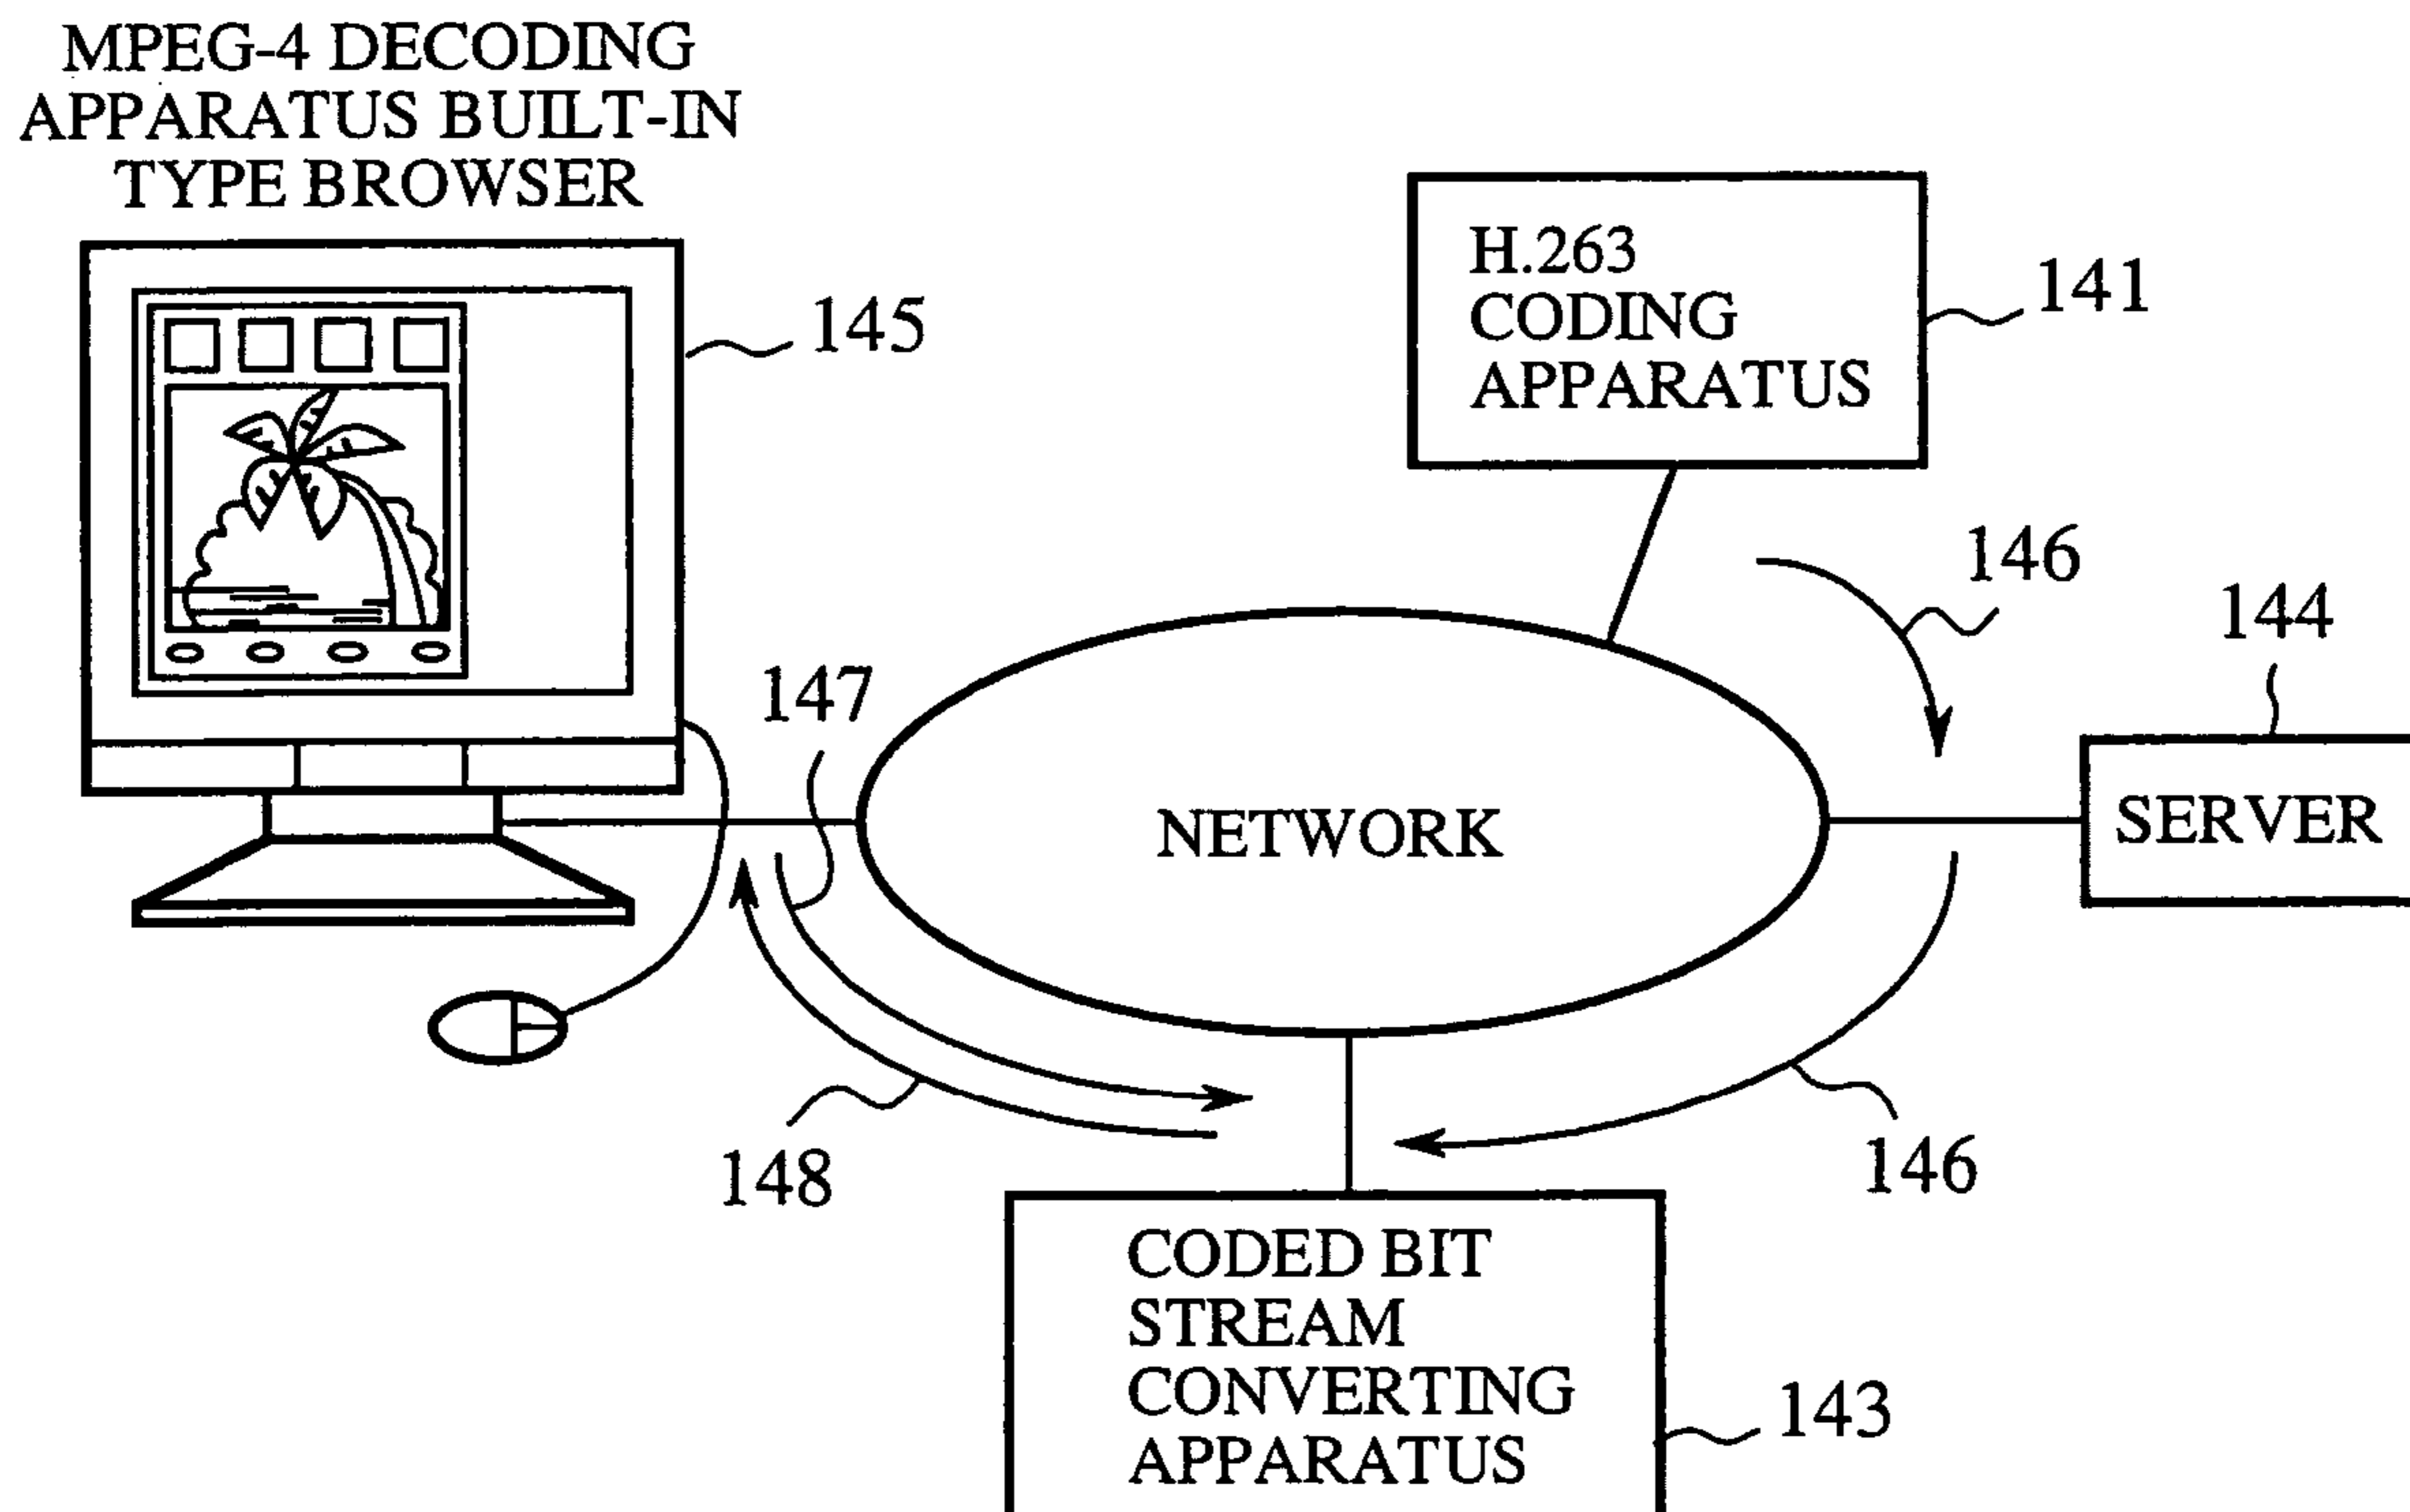 MPEG-4 DECODING
APPARATUS BUILT-IN
TYPE BROWSER
145
H.263
CODING
APPARATUS
141
146
144
147
NETWORK
SERVER
148
146
CODED BIT
STREAM
CONVERTING
APPARATUS
143